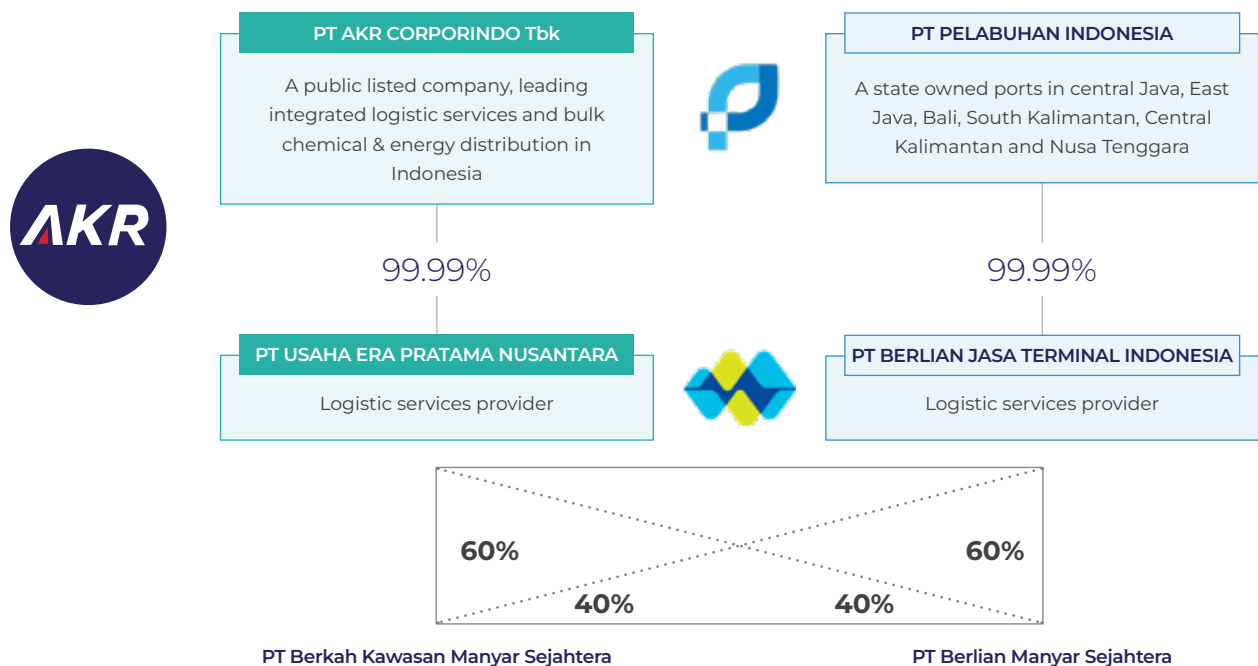 PT AKR CORPORINDO Tbk
A public listed company, leading
integrated logistic services and bulk
chemical & energy distribution in
Indonesia
PT PELABUHAN INDONESIA
A state owned ports in central Java, East
Java, Bali, South Kalimantan, Central
Kalimantan and Nusa Tenggara
AKR
99.99%
99.99%
PT USAHA ERA PRATAMA NUSANTARA
Logistic services provider
PT BERLIAN JASA TERMINAL INDONESIA
Logistic services provider
60%
60%
40%
40%
PT Berkah Kawasan Manyar Sejahtera
PT Berlian Manyar Sejahtera